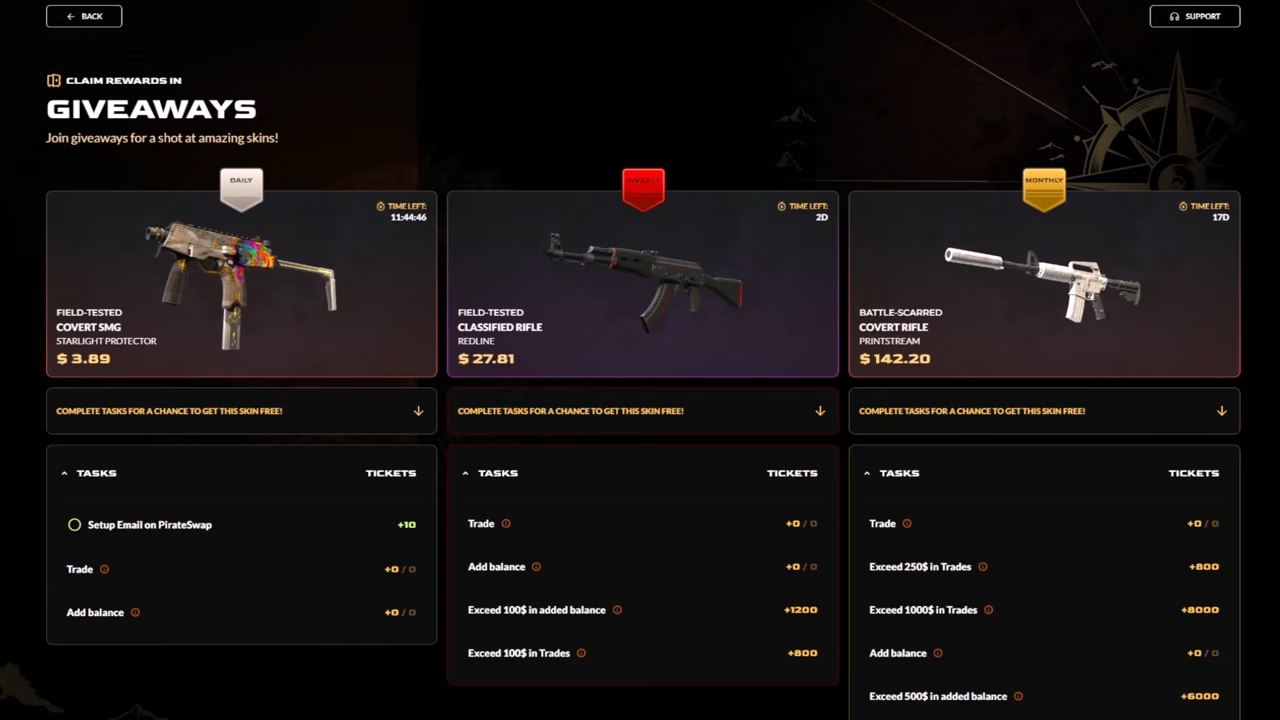 BACK
SUPPORT
CLAIM REWARDS IN
GIVEAWAYS
Join giveaways for a shot at amazing skins!
DAILY
TIME LEFT:
11:44:46
FIELD-TESTED
COVERT SMG
STARLIGHT PROTECTOR
$ 3.89
COMPLETE TASKS FOR A CHANCE TO GET THIS SKIN FREE!
TASKS TICKETS
Setup Email on PirateSwap +10
Trade +0 / 0
Add balance +0 / 0
WEEKLY
TIME LEFT:
2D
FIELD-TESTED
CLASSIFIED RIFLE
REDLINE
$ 27.81
COMPLETE TASKS FOR A CHANCE TO GET THIS SKIN FREE!
TASKS TICKETS
Trade +0 / 0
Add balance +0 / 0
Exceed 100$ in added balance +1200
Exceed 100$ in Trades +800
MONTHLY
TIME LEFT:
17D
BATTLE-SCARRED
COVERT RIFLE
PRINTSTREAM
$ 142.20
COMPLETE TASKS FOR A CHANCE TO GET THIS SKIN FREE!
TASKS TICKETS
Trade +0 / 0
Exceed 250$ in Trades +800
Exceed 1000$ in Trades +8000
Add balance +0 / 0
Exceed 500$ in added balance +6000